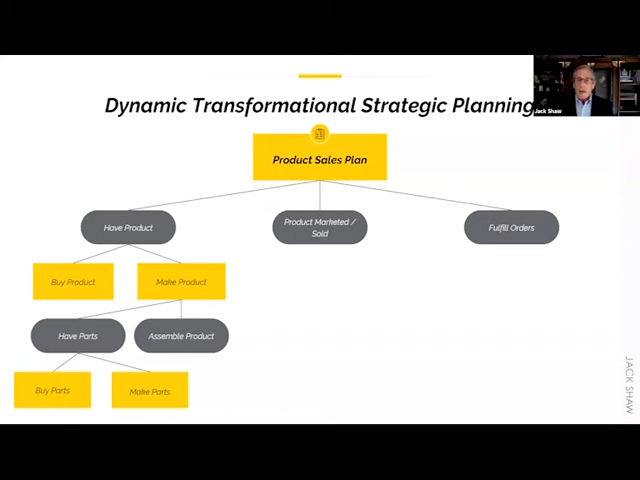 Dynamic Transformational Strategic Planning
Jack Shaw
Product Sales Plan
Have Product
Product Marketed /
Sold
Fulfill Orders
Buy Product
Make Product
Have Parts
Assemble Product
Buy Parts
Make Parts
JACK SHAW